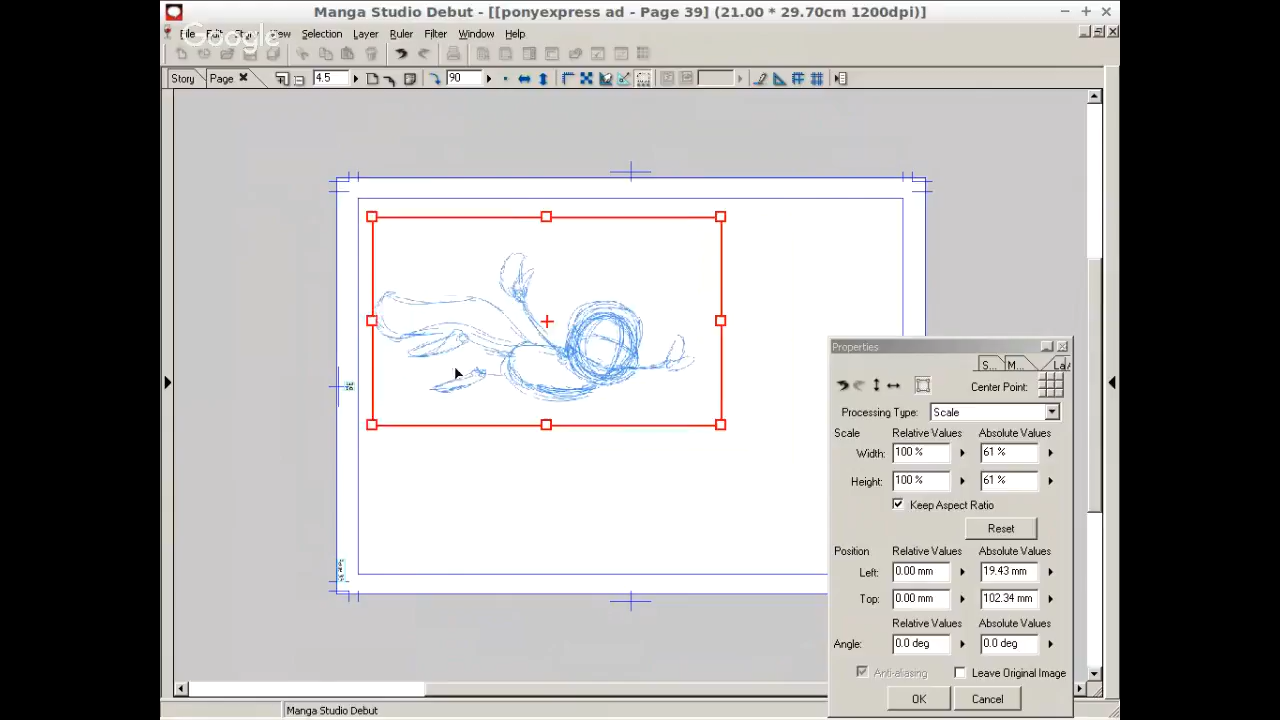 Manga Studio Debut - [[ponyexpress ad - Page 39] (21.00 * 29.70cm 1200dpi)]
Google
File Edit Story View Selection Layer Ruler Filter Window Help
Story Page 4.5 90
Properties
S... M... La
Center Point:
Processing Type: Scale
Scale Relative Values Absolute Values
Width: 100 % 61 %
Height: 100 % 61 %
Keep Aspect Ratio
Reset
Position Relative Values Absolute Values
Left: 0.00 mm 19.43 mm
Top: 0.00 mm 102.34 mm
Relative Values Absolute Values
Angle: 0.0 deg 0.0 deg
Anti-aliasing Leave Original Image
OK Cancel
Manga Studio Debut